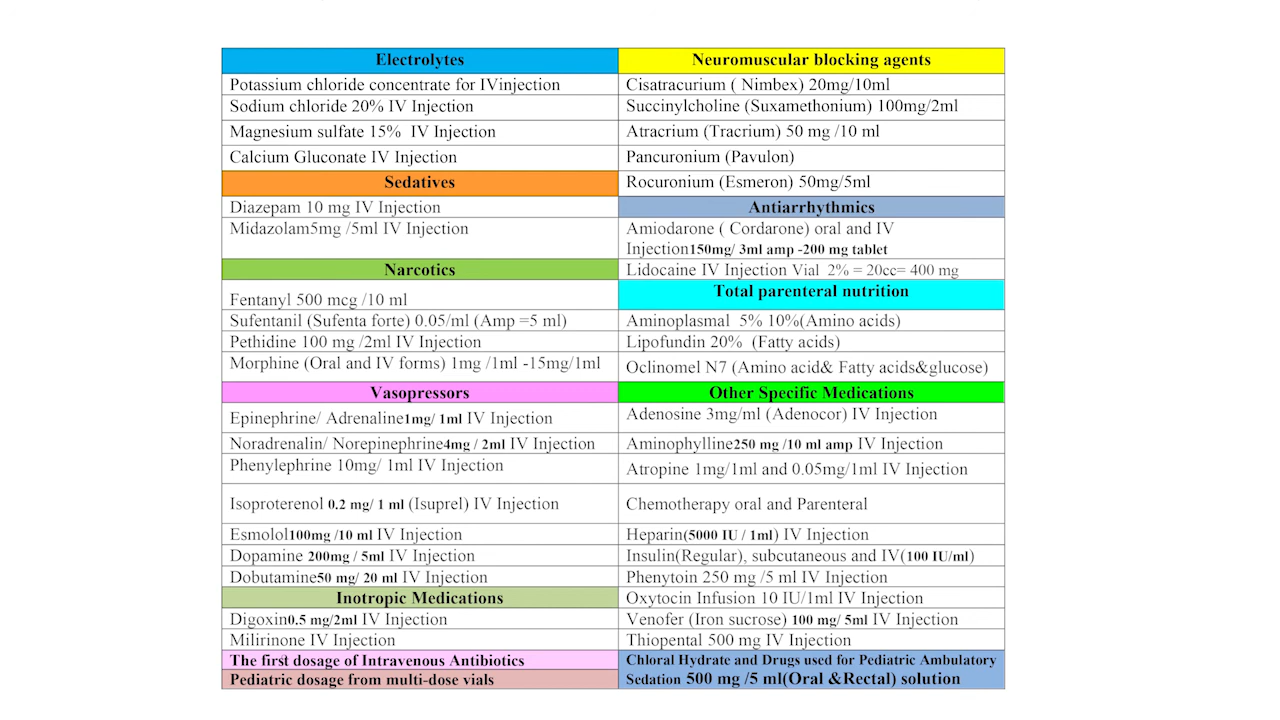 Electrolytes
Potassium chloride concentrate for IVinjection
Sodium chloride 20% IV Injection
Magnesium sulfate 15% IV Injection
Calcium Gluconate IV Injection
Sedatives
Diazepam 10 mg IV Injection
Midazolam5mg /5ml IV Injection
Narcotics
Fentanyl 500 mcg /10 ml
Sufentanil (Sufenta forte) 0.05/ml (Amp =5 ml)
Pethidine 100 mg /2ml IV Injection
Morphine (Oral and IV forms) 1mg /1ml -15mg/1ml
Vasopressors
Epinephrine/ Adrenaline1mg/ 1ml IV Injection
Noradrenalin/ Norepinephrine4mg / 2ml IV Injection
Phenylephrine 10mg/ 1ml IV Injection
Isoproterenol 0.2 mg/ 1 ml (Isuprel) IV Injection
Esmolol100mg /10 ml IV Injection
Dopamine 200mg / 5ml IV Injection
Dobutamine50 mg/ 20 ml IV Injection
Inotropic Medications
Digoxin0.5 mg/2ml IV Injection
Milirinone IV Injection
The first dosage of Intravenous Antibiotics
Pediatric dosage from multi-dose vials
Neuromuscular blocking agents
Cisatracurium ( Nimbex) 20mg/10ml
Succinylcholine (Suxamethonium) 100mg/2ml
Atracrium (Tracrium) 50 mg /10 ml
Pancuronium (Pavulon)
Rocuronium (Esmeron) 50mg/5ml
Antiarrhythmics
Amiodarone ( Cordarone) oral and IV
Injection150mg/ 3ml amp -200 mg tablet
Lidocaine IV Injection Vial 2% = 20cc= 400 mg
Total parenteral nutrition
Aminoplasmal 5% 10%(Amino acids)
Lipofundin 20% (Fatty acids)
Oclinomel N7 (Amino acid& Fatty acids&glucose)
Other Specific Medications
Adenosine 3mg/ml (Adenocor) IV Injection
Aminophylline250 mg /10 ml amp IV Injection
Atropine 1mg/1ml and 0.05mg/1ml IV Injection
Chemotherapy oral and Parenteral
Heparin(5000 IU / 1ml) IV Injection
Insulin(Regular), subcutaneous and IV(100 IU/ml)
Phenytoin 250 mg /5 ml IV Injection
Oxytocin Infusion 10 IU/1ml IV Injection
Venofer (Iron sucrose) 100 mg/ 5ml IV Injection
Thiopental 500 mg IV Injection
Chloral Hydrate and Drugs used for Pediatric Ambulatory
Sedation 500 mg /5 ml(Oral &Rectal) solution